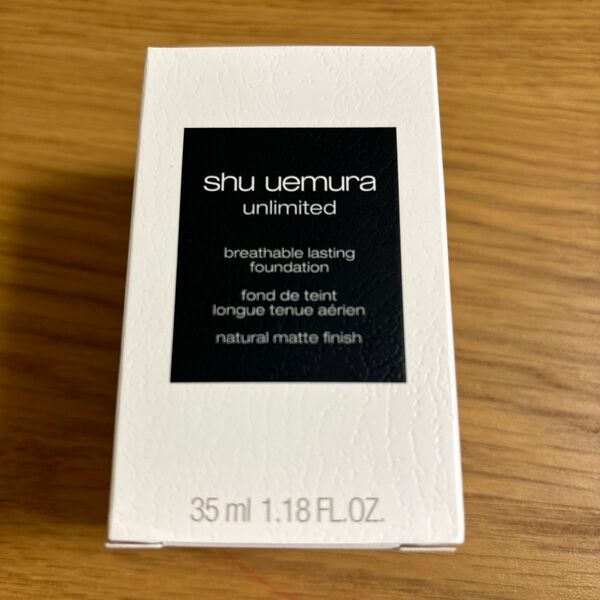 shu uemura
unlimited
breathable lasting
foundation
fond de teint
longue tenue aérien
natural matte finish
35 ml 1.18 FL.OZ.